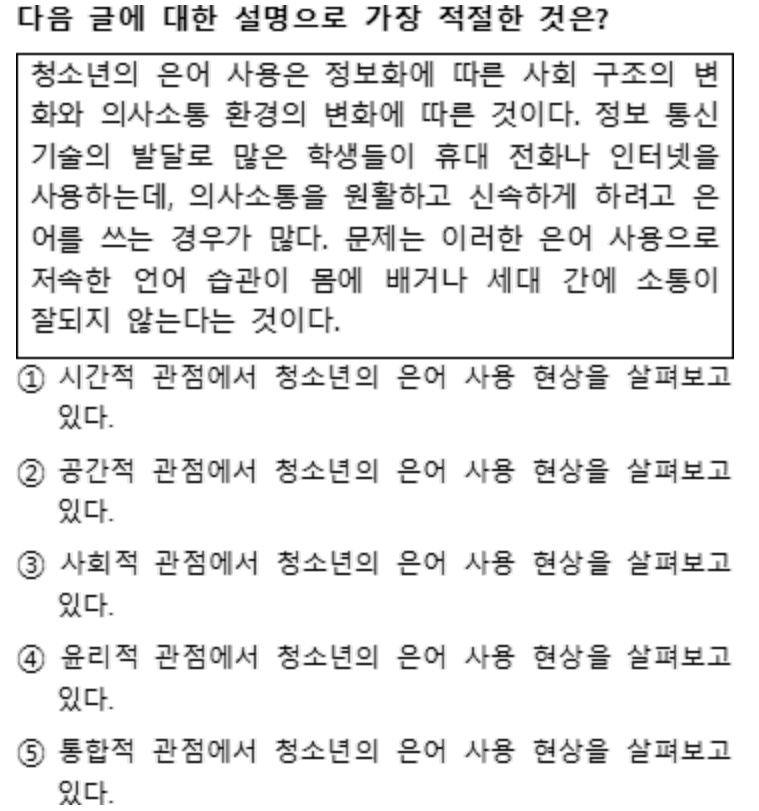 다음 글에 대한 설명으로 가장 적절한 것은?
청소년의 은어 사용은 정보화에 따른 사회 구조의 변
화와 의사소통 환경의 변화에 따른 것이다. 정보 통신
기술의 발달로 많은 학생들이 휴대 전화나 인터넷을
사용하는데, 의사소통을 원활하고 신속하게 하려고 은
어를 쓰는 경우가 많다. 문제는 이러한 은어 사용으로
저속한 언어 습관이 몸에 배거나 세대 간에 소통이
잘되지 않는다는 것이다.
① 시간적 관점에서 청소년의 은어 사용 현상을 살펴보고
있다.
② 공간적 관점에서 청소년의 은어 사용 현상을 살펴보고
있다.
③ 사회적 관점에서 청소년의 은어 사용 현상을 살펴보고
있다.
④ 윤리적 관점에서 청소년의 은어 사용 현상을 살펴보고
있다.
⑤ 통합적 관점에서 청소년의 은어 사용 현상을 살펴보고
있다.